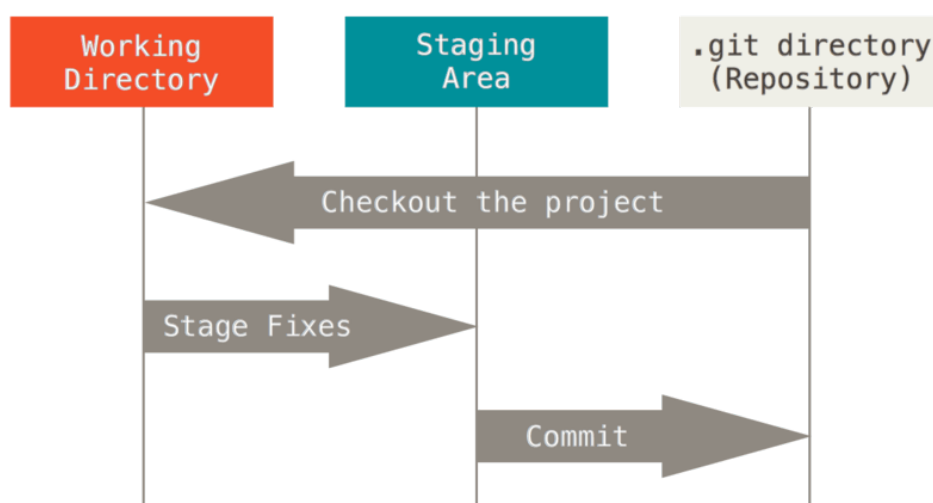 Working
Directory
Staging
Area
.git directory
(Repository)
Checkout the project
Stage Fixes
Commit